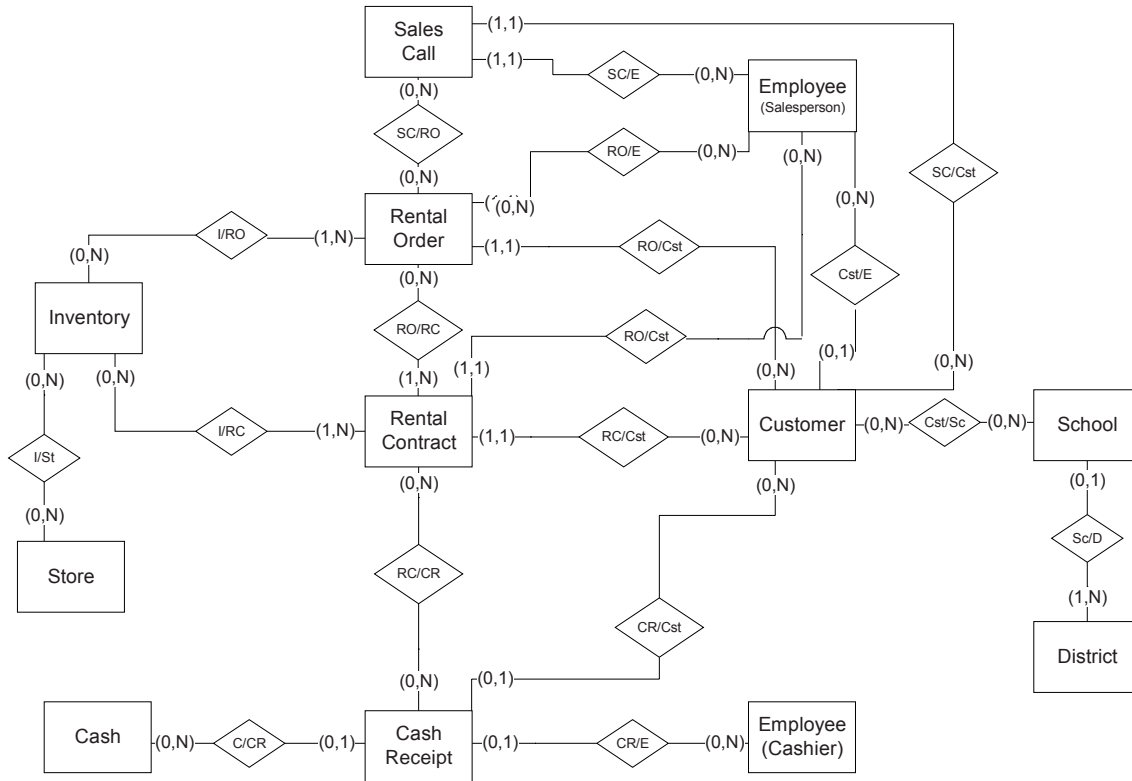 Sales
Call
(1,1)
(1,1)
SC/E
(0,N)
Employee
(Salesperson)
(0,N)
SC/RO
(0,N)
RO/E
(0,N)
(0,N)
(0,N)
SC/Cst
(0,N)
(0,N)
Rental
Order
I/RO
(1,N)
(1,1)
RO/Cst
(0,N)
Cst/E
(0,N)
Inventory
RO/RC
RO/Cst
(0,N)
(0,N)
(1,N)
(1,1)
(0,N)
(0,1)
(0,N)
Rental
Contract
I/RC
(1,N)
(1,1)
RC/Cst
(0,N)
Customer
(0,N)
Cst/Sc
(0,N)
School
I/St
(0,N)
(0,N)
(0,1)
(0,N)
Sc/D
Store
RC/CR
(1,N)
CR/Cst
District
(0,N)
(0,1)
Cash
(0,N)
C/CR
(0,1)
Cash
Receipt
(0,1)
CR/E
(0,N)
Employee
(Cashier)